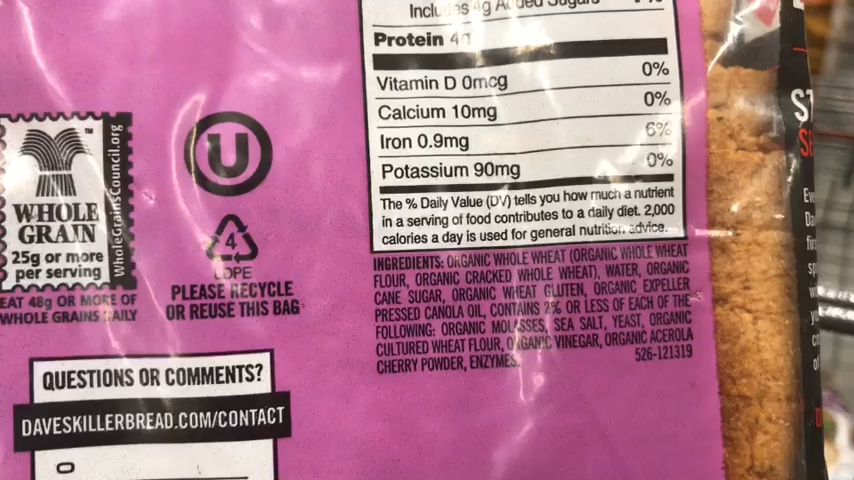 Includes 4g Added Sugars
Protein 4g
Vitamin D 0mcg 0%
Calcium 10mg 0%
Iron 0.9mg 6%
Potassium 90mg 0%
The % Daily Value (DV) tells you how much a nutrient
in a serving of food contributes to a daily diet. 2,000
calories a day is used for general nutrition advice.
INGREDIENTS: ORGANIC WHOLE WHEAT (ORGANIC WHOLE WHEAT
FLOUR, ORGANIC CRACKED WHOLE WHEAT), WATER, ORGANIC
CANE SUGAR, ORGANIC WHEAT GLUTEN, ORGANIC EXPELLER
PRESSED CANOLA OIL, CONTAINS 2% OR LESS OF EACH OF THE
FOLLOWING: ORGANIC MOLASSES, SEA SALT, YEAST, ORGANIC
CULTURED WHEAT FLOUR, ORGANIC VINEGAR, ORGANIC ACEROLA
CHERRY POWDER, ENZYMES.
526-121319
TM
WHOLE
GRAIN
25g or more
per serving
WholeGrainsCouncil.org
EAT 48g OR MORE OF
WHOLE GRAINS DAILY
U
4
LDPE
PLEASE RECYCLE
OR REUSE THIS BAG
QUESTIONS OR COMMENTS?
DAVESKILLERBREAD.COM/CONTACT